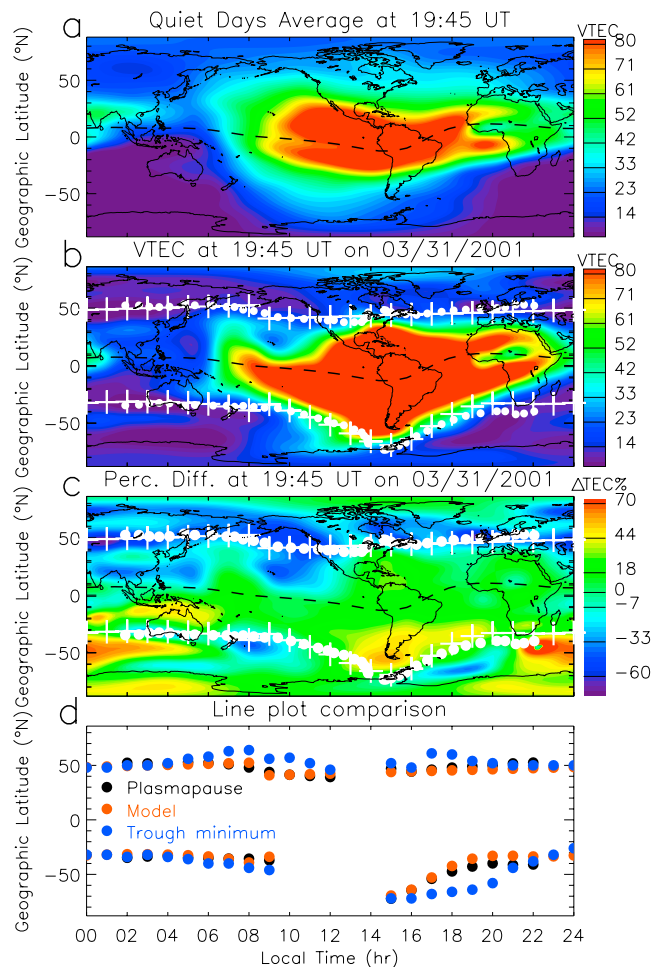 a Quiet Days Average at 19:45 UT
VTEC
80
71
61
52
42
33
23
14
Geographic Latitude (°N)
50
0
−50
b VTEC at 19:45 UT on 03/31/2001
VTEC
80
71
61
52
42
33
23
14
Geographic Latitude (°N)
50
0
−50
c Perc. Diff. at 19:45 UT on 03/31/2001
ΔTEC%
70
44
18
0
−7
−33
−60
Geographic Latitude (°N)
50
0
−50
d Line plot comparison
Geographic Latitude (°N)
50
0
−50
Plasmapause
Model
Trough minimum
00 02 04 06 08 10 12 14 16 18 20 22 24
Local Time (hr)